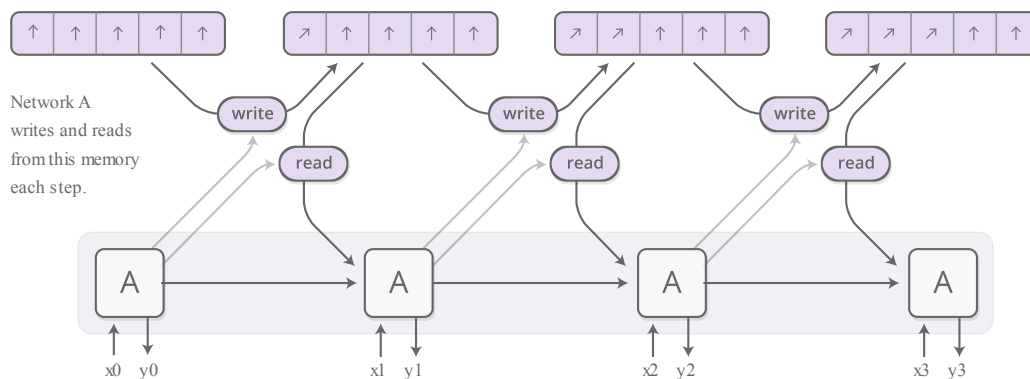 write
write
write
Network A
writes and reads
from this memory
each step.
read
read
read
A
A
A
A
x0 y0
x1 y1
x2 y2
x3 y3